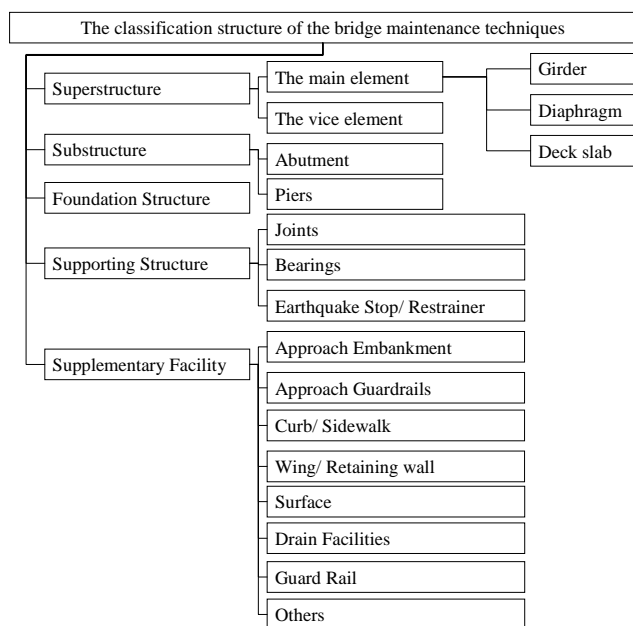 The classification structure of the bridge maintenance techniques
Superstructure
The main element
Girder
Diaphragm
Deck slab
The vice element
Substructure
Abutment
Piers
Foundation Structure
Supporting Structure
Joints
Bearings
Earthquake Stop/ Restrainer
Supplementary Facility
Approach Embankment
Approach Guardrails
Curb/ Sidewalk
Wing/ Retaining wall
Surface
Drain Facilities
Guard Rail
Others